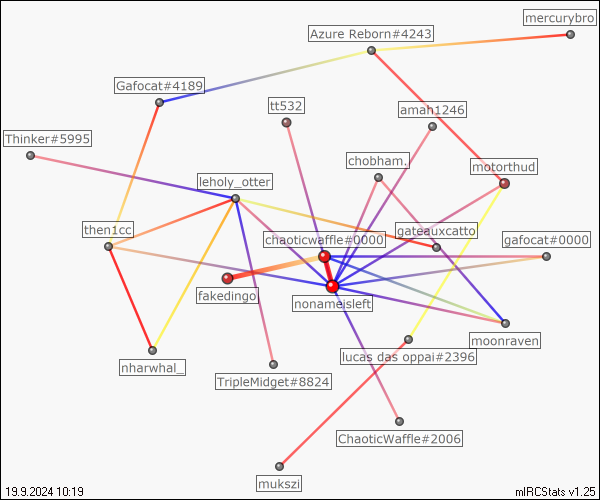 mercurybro
Azure Reborn#4243
Gafocat#4189
tt532
amah1246
Thinker#5995
chobham.
motorthud
leholy_otter
then1cc
gateauxcatto
chaoticwaffle#0000
gafocat#0000
fakedingo
nonameisleft
moonraven
lucas das oppai#2396
nharwhal_
TripleMidget#8824
ChaoticWaffle#2006
mukszi
19.9.2024 10:19
mIRCStats v1.25